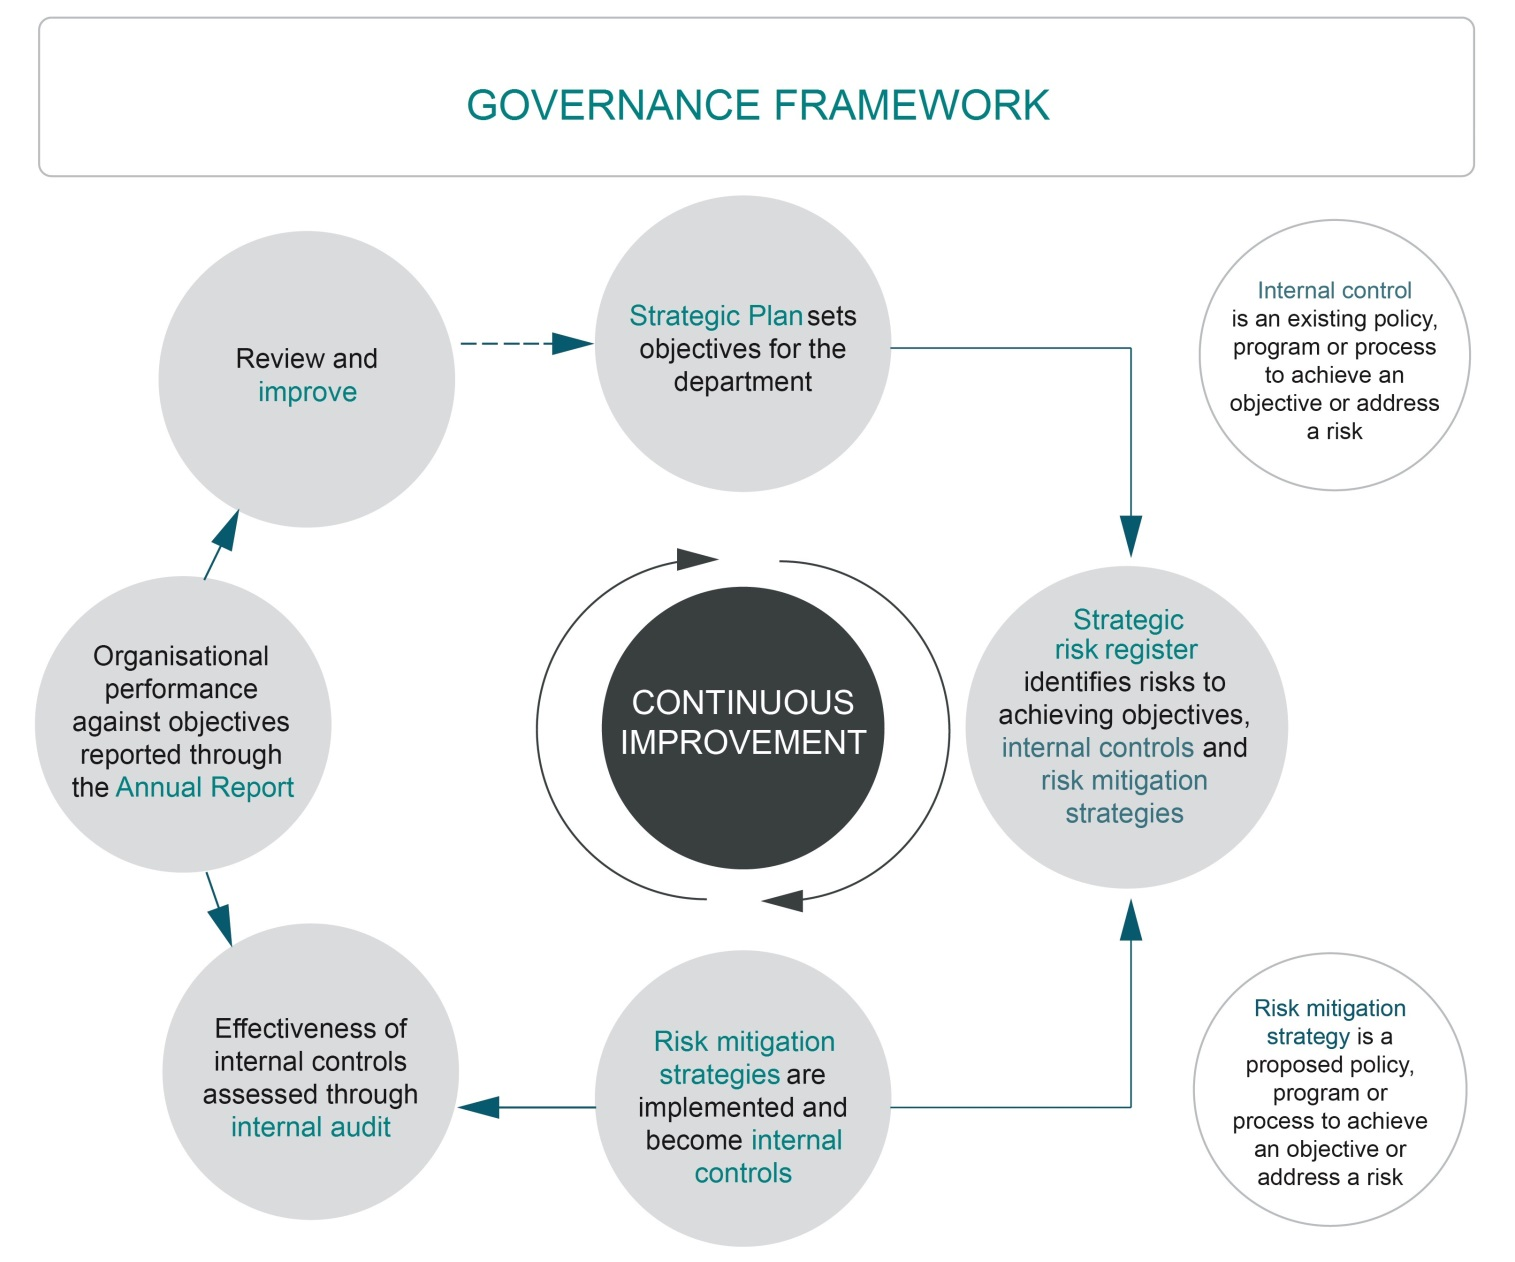 GOVERNANCE FRAMEWORK
Review and
improve
Strategic Plan sets
objectives for the
department
Internal control
is an existing policy,
program or process
to achieve an
objective or address
a risk
Organisational
performance
against objectives
reported through
the Annual Report
CONTINUOUS
IMPROVEMENT
Strategic
risk register
identifies risks to
achieving objectives,
internal controls and
risk mitigation
strategies
Effectiveness of
internal controls
assessed through
internal audit
Risk mitigation
strategies are
implemented and
become internal
controls
Risk mitigation
strategy is a
proposed policy,
program or
process to achieve
an objective or
address a risk